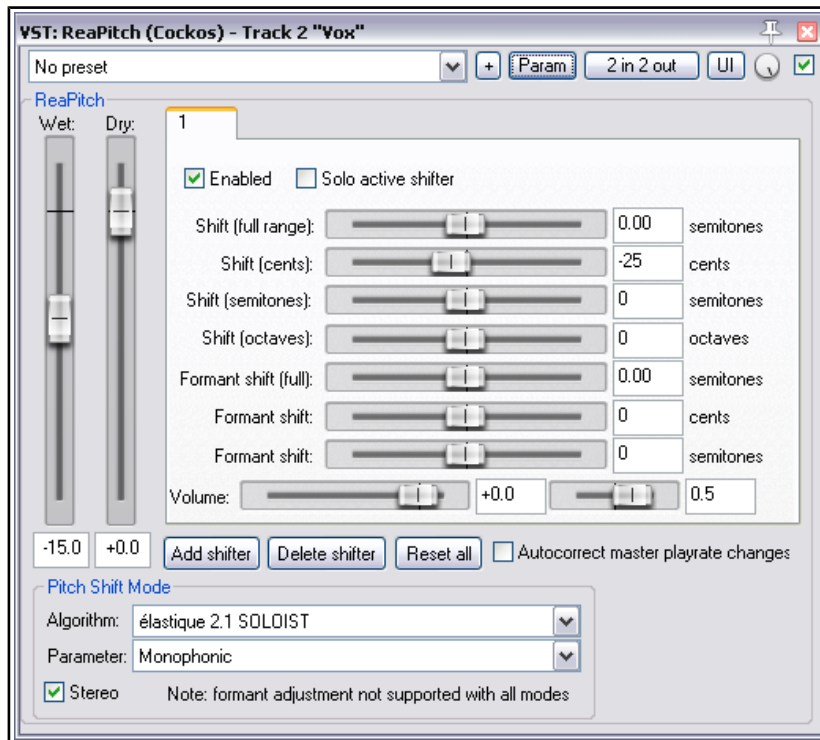 VST: ReaPitch (Cockos) - Track 2 "Vox"
No preset + Param 2 in 2 out UI
ReaPitch
Wet: Dry: 1
Enabled Solo active shifter
Shift (full range): 0.00 semitones
Shift (cents): -25 cents
Shift (semitones): 0 semitones
Shift (octaves): 0 octaves
Formant shift (full): 0.00 semitones
Formant shift: 0 cents
Formant shift: 0 semitones
Volume: +0.0 0.5
-15.0 +0.0 Add shifter Delete shifter Reset all Autocorrect master playrate changes
Pitch Shift Mode
Algorithm: élastique 2.1 SOLOIST
Parameter: Monophonic
Stereo Note: formant adjustment not supported with all modes